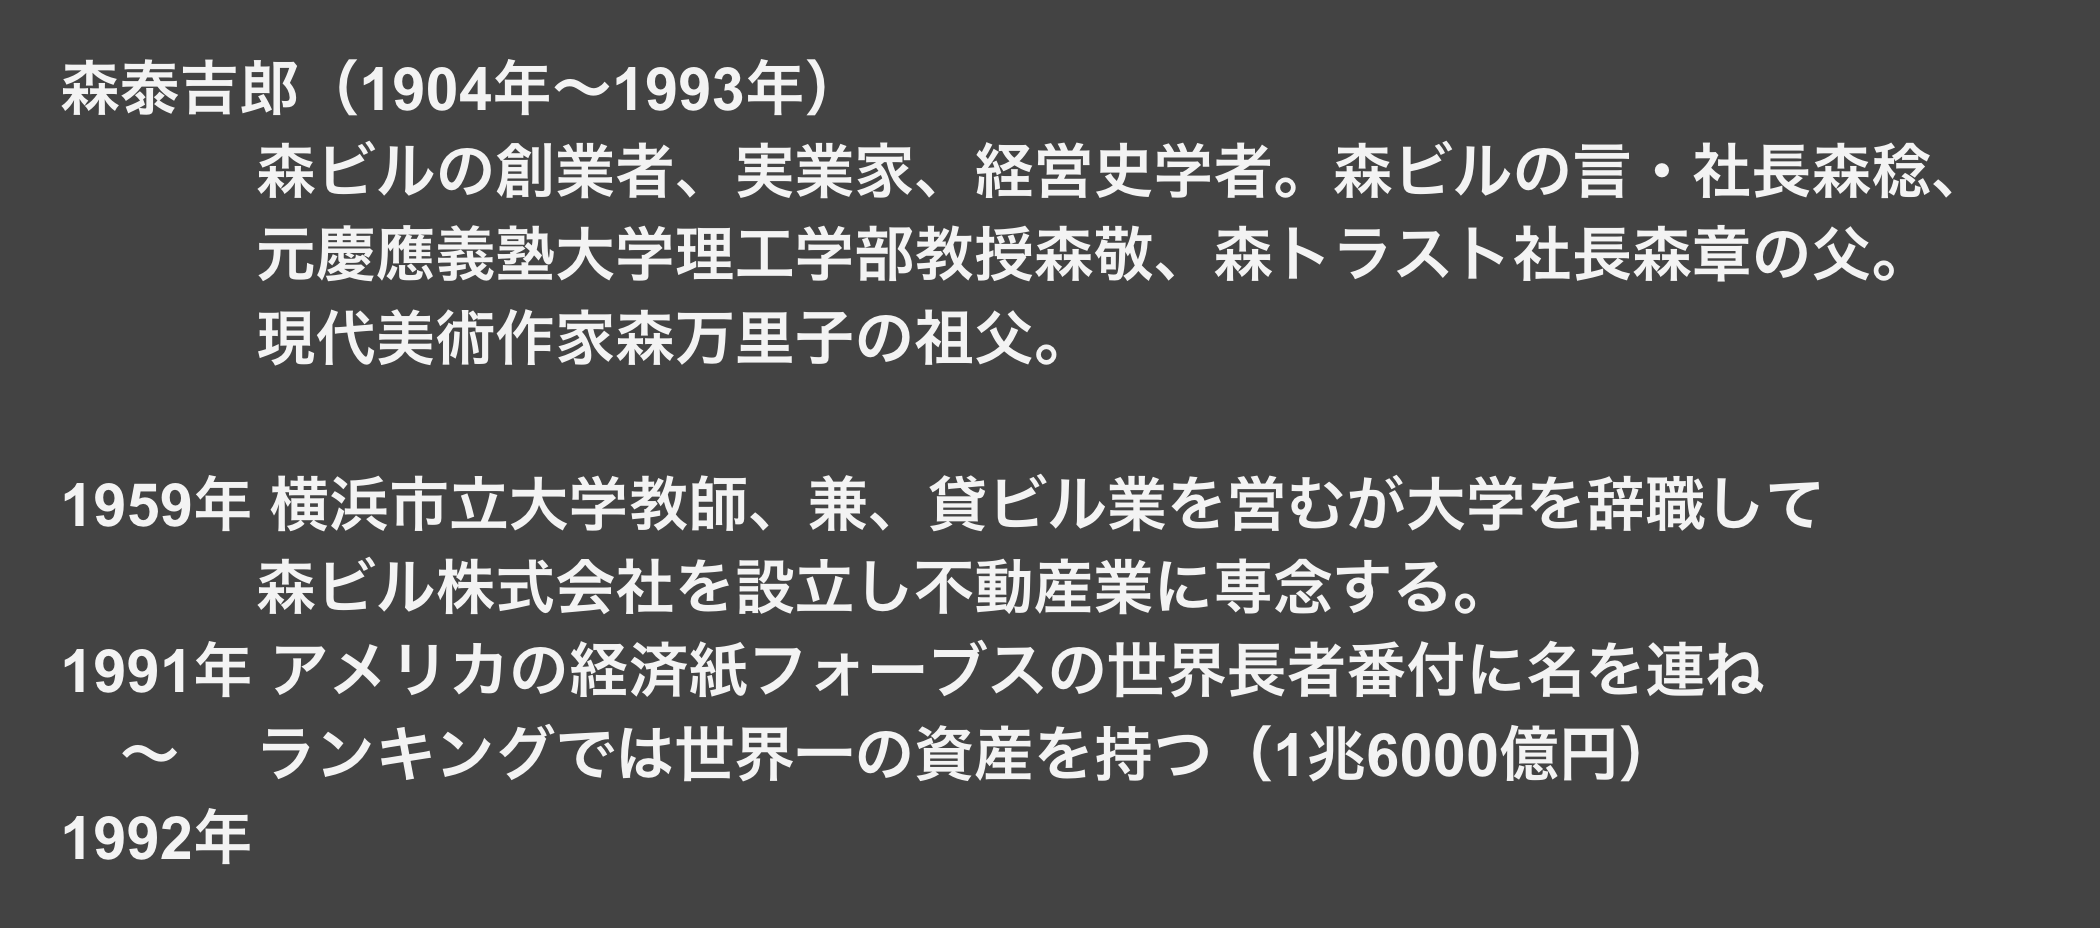 森泰吉郎（1904年〜1993年）
森ビルの創業者、実業家、経営史学者。森ビルの言・社長森稔、
元慶應義塾大学理工学部教授森敬、森トラスト社長森章の父。
現代美術作家森万里子の祖父。
1959年 横浜市立大学教師、兼、貸ビル業を営むが大学を辞職して
森ビル株式会社を設立し不動産業に専念する。
1991年 アメリカの経済紙フォーブスの世界長者番付に名を連ね
〜 ランキングでは世界一の資産を持つ（1兆6000億円）
1992年